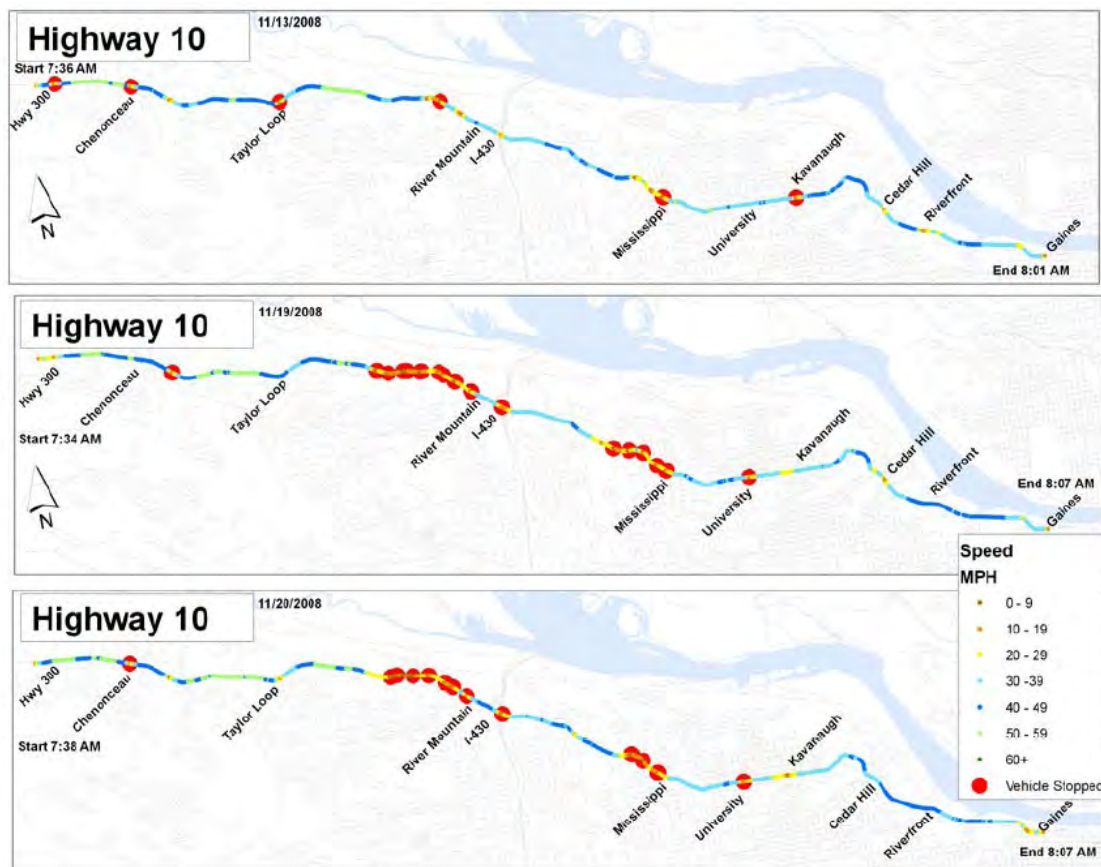 Highway 10
11/13/2008
Start 7:36 AM
Hwy 300
Chenonceau
Taylor Loop
River Mountain
I-430
Mississippi
University
Kavanaugh
Cedar Hill
Riverfront
Gaines
End 8:01 AM
N
Highway 10
11/19/2008
Hwy 300
Chenonceau
Taylor Loop
River Mountain
I-430
Mississippi
University
Kavanaugh
Cedar Hill
Riverfront
Gaines
Start 7:34 AM
End 8:07 AM
N
Speed
MPH
0 - 9
10 - 19
20 - 29
30 -39
40 - 49
50 - 59
60+
Vehicle Stopped
Highway 10
11/20/2008
Hwy 300
Chenonceau
Taylor Loop
River Mountain
I-430
Mississippi
University
Kavanaugh
Cedar Hill
Riverfront
Gaines
Start 7:38 AM
End 8:07 AM